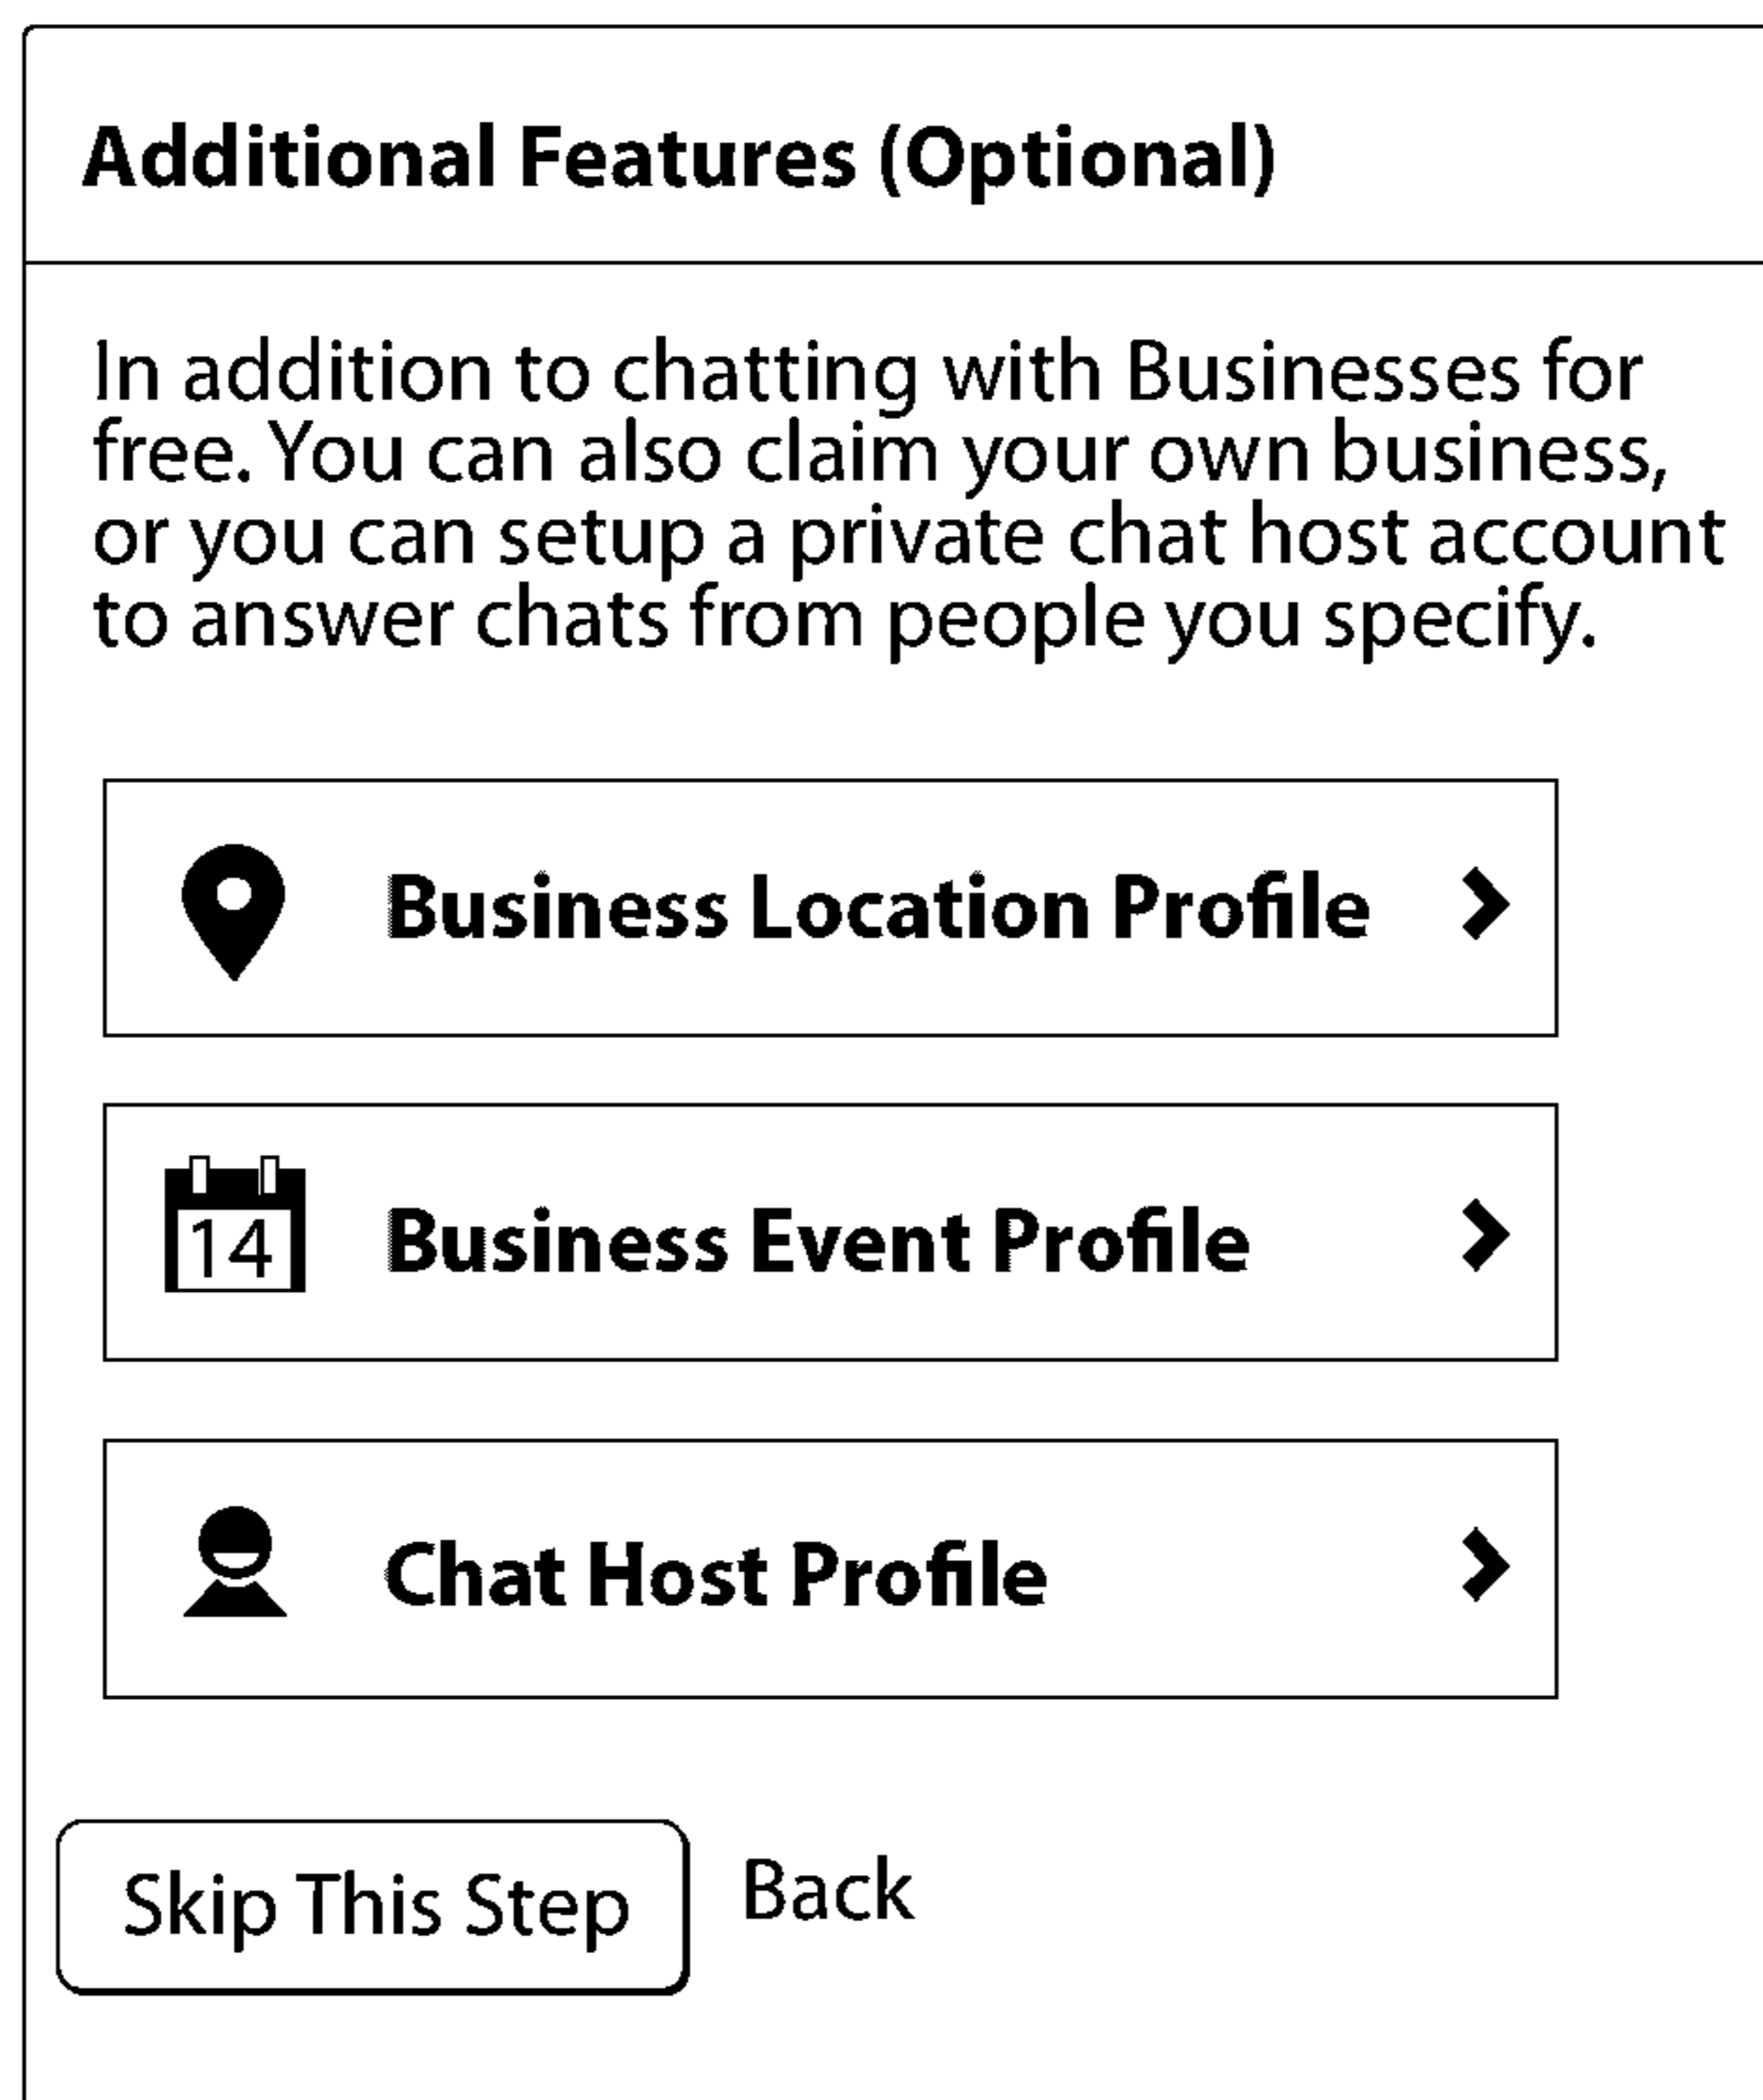 Additional Features (Optional)
In addition to chatting with Businesses for
free. You can also claim your own business,
or you can setup a private chat host account
to answer chats from people you specify.
Business Location Profile
14
Business Event Profile
Chat Host Profile
Skip This Step
Back